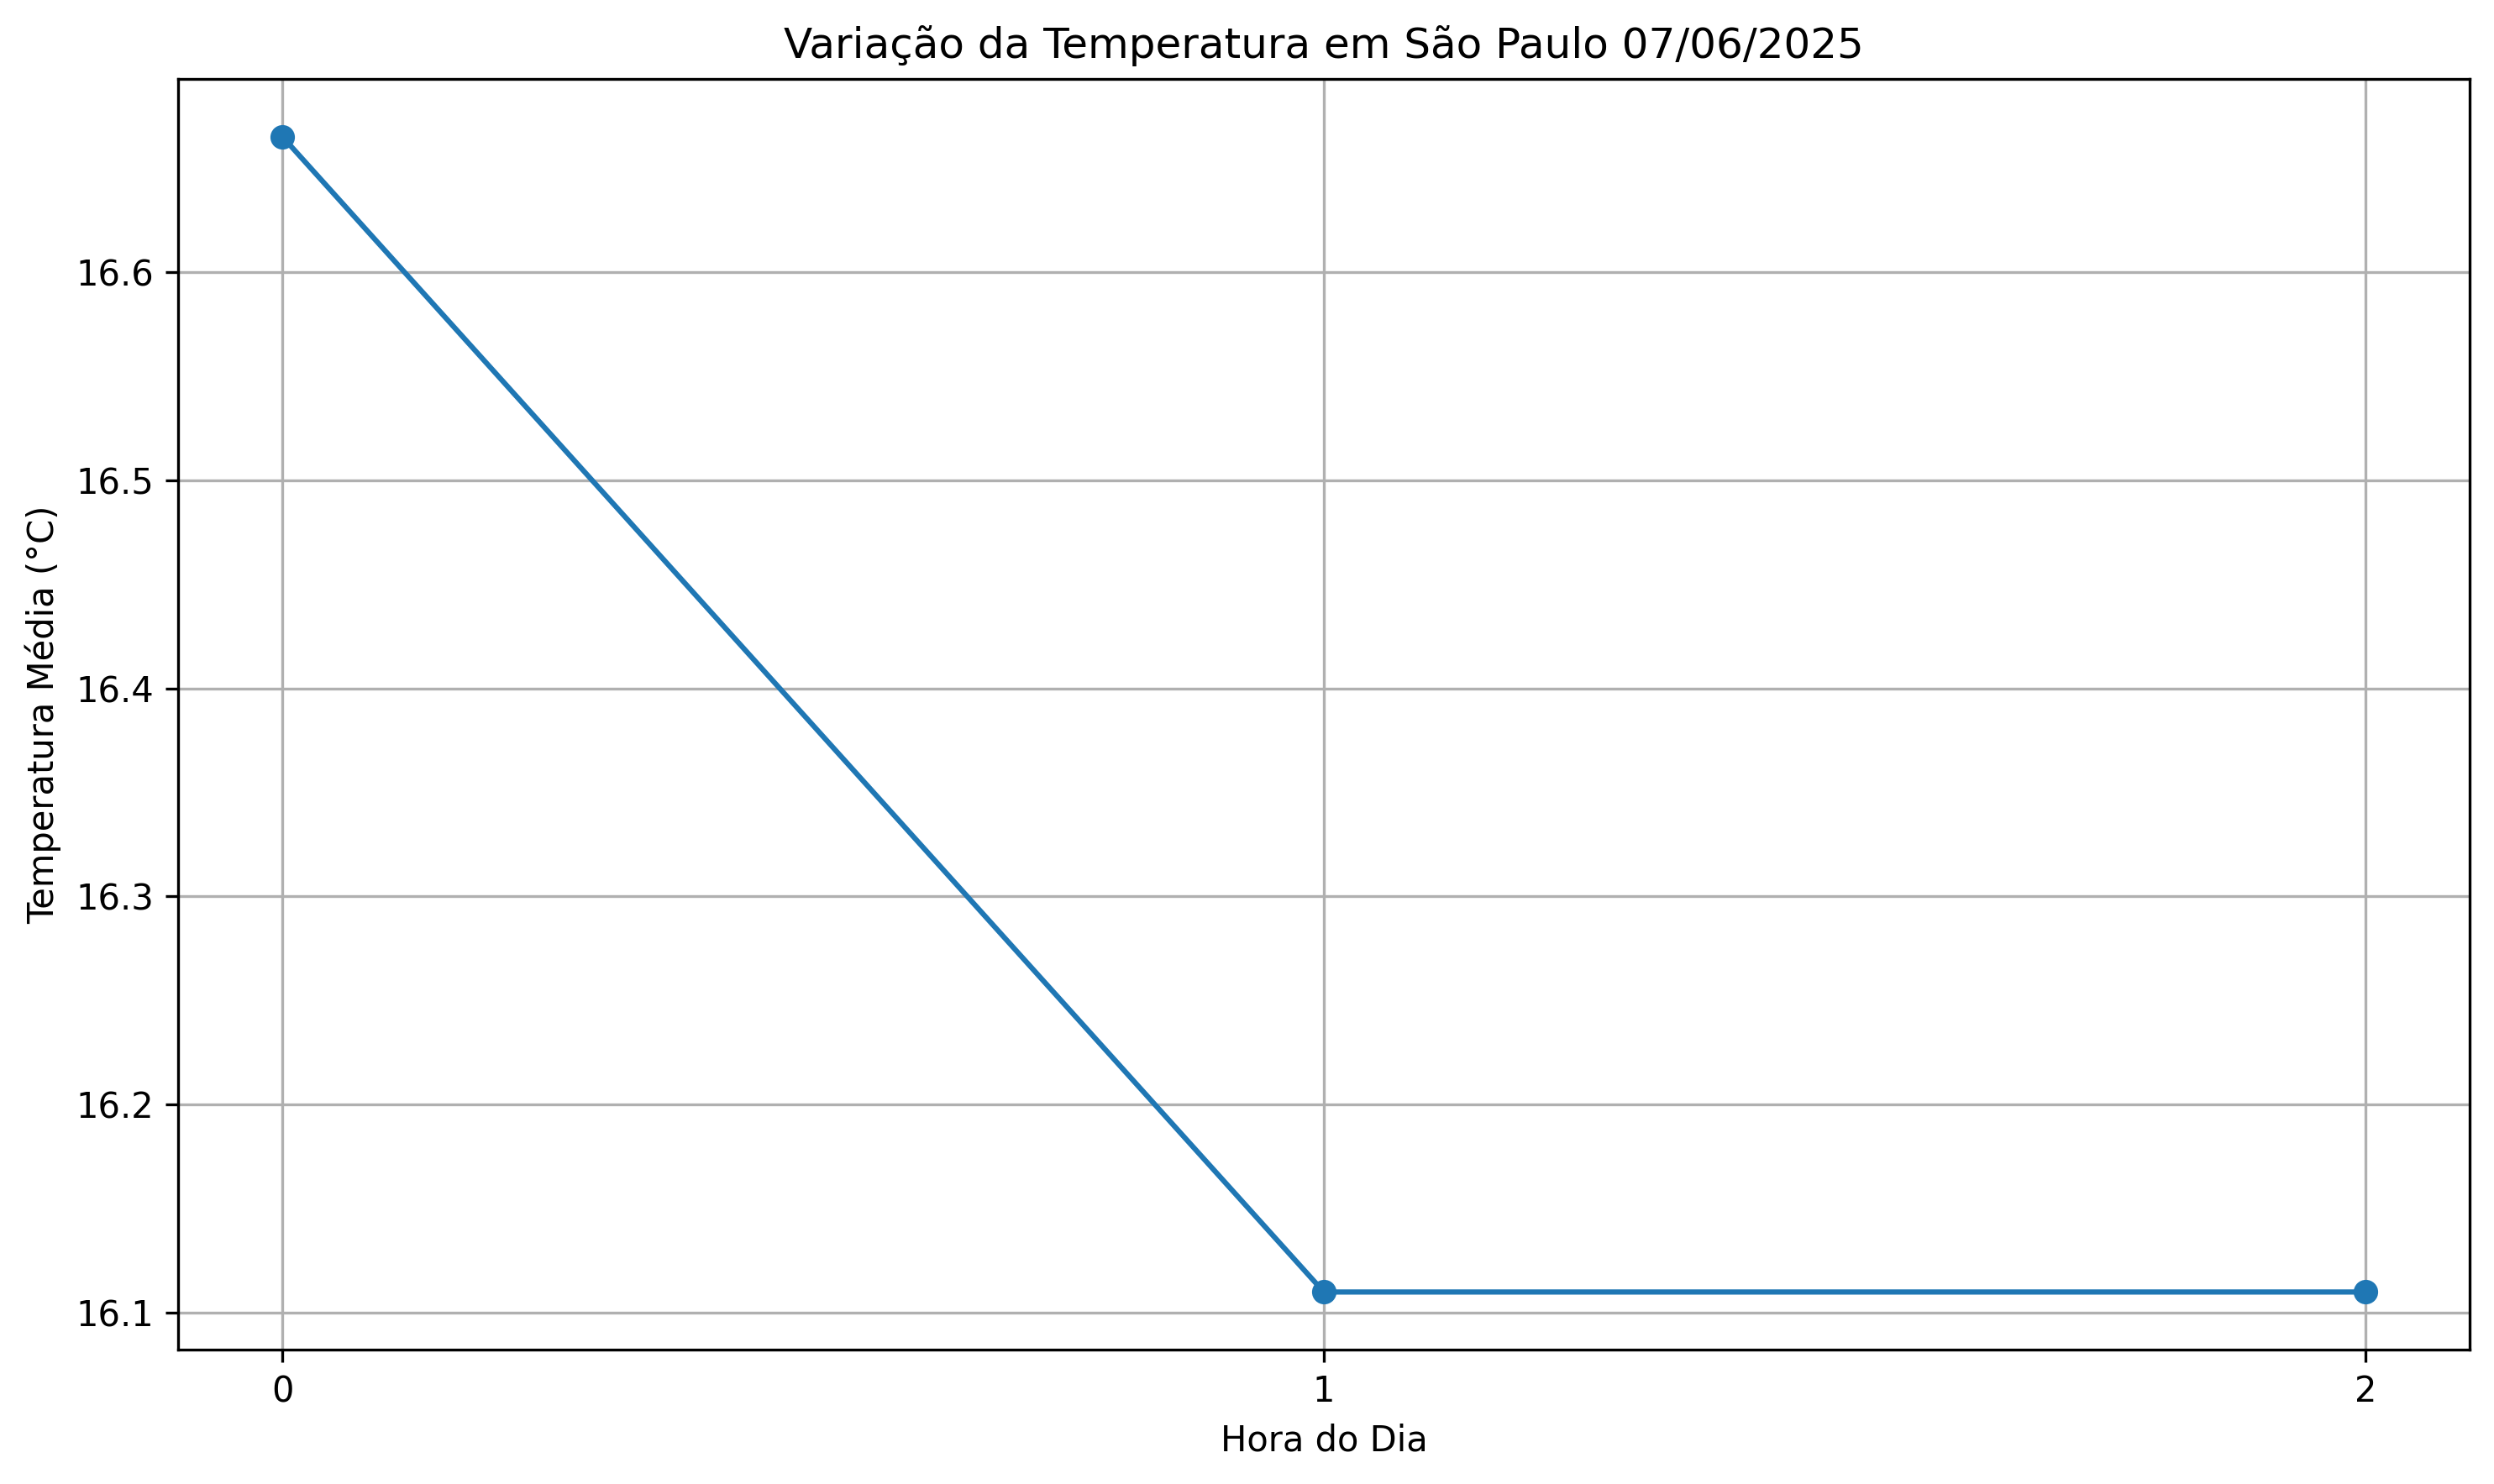 Variação da Temperatura em São Paulo 07/06/2025
Temperatura Média (°C)
16.6
16.5
16.4
16.3
16.2
16.1
0 1 2
Hora do Dia